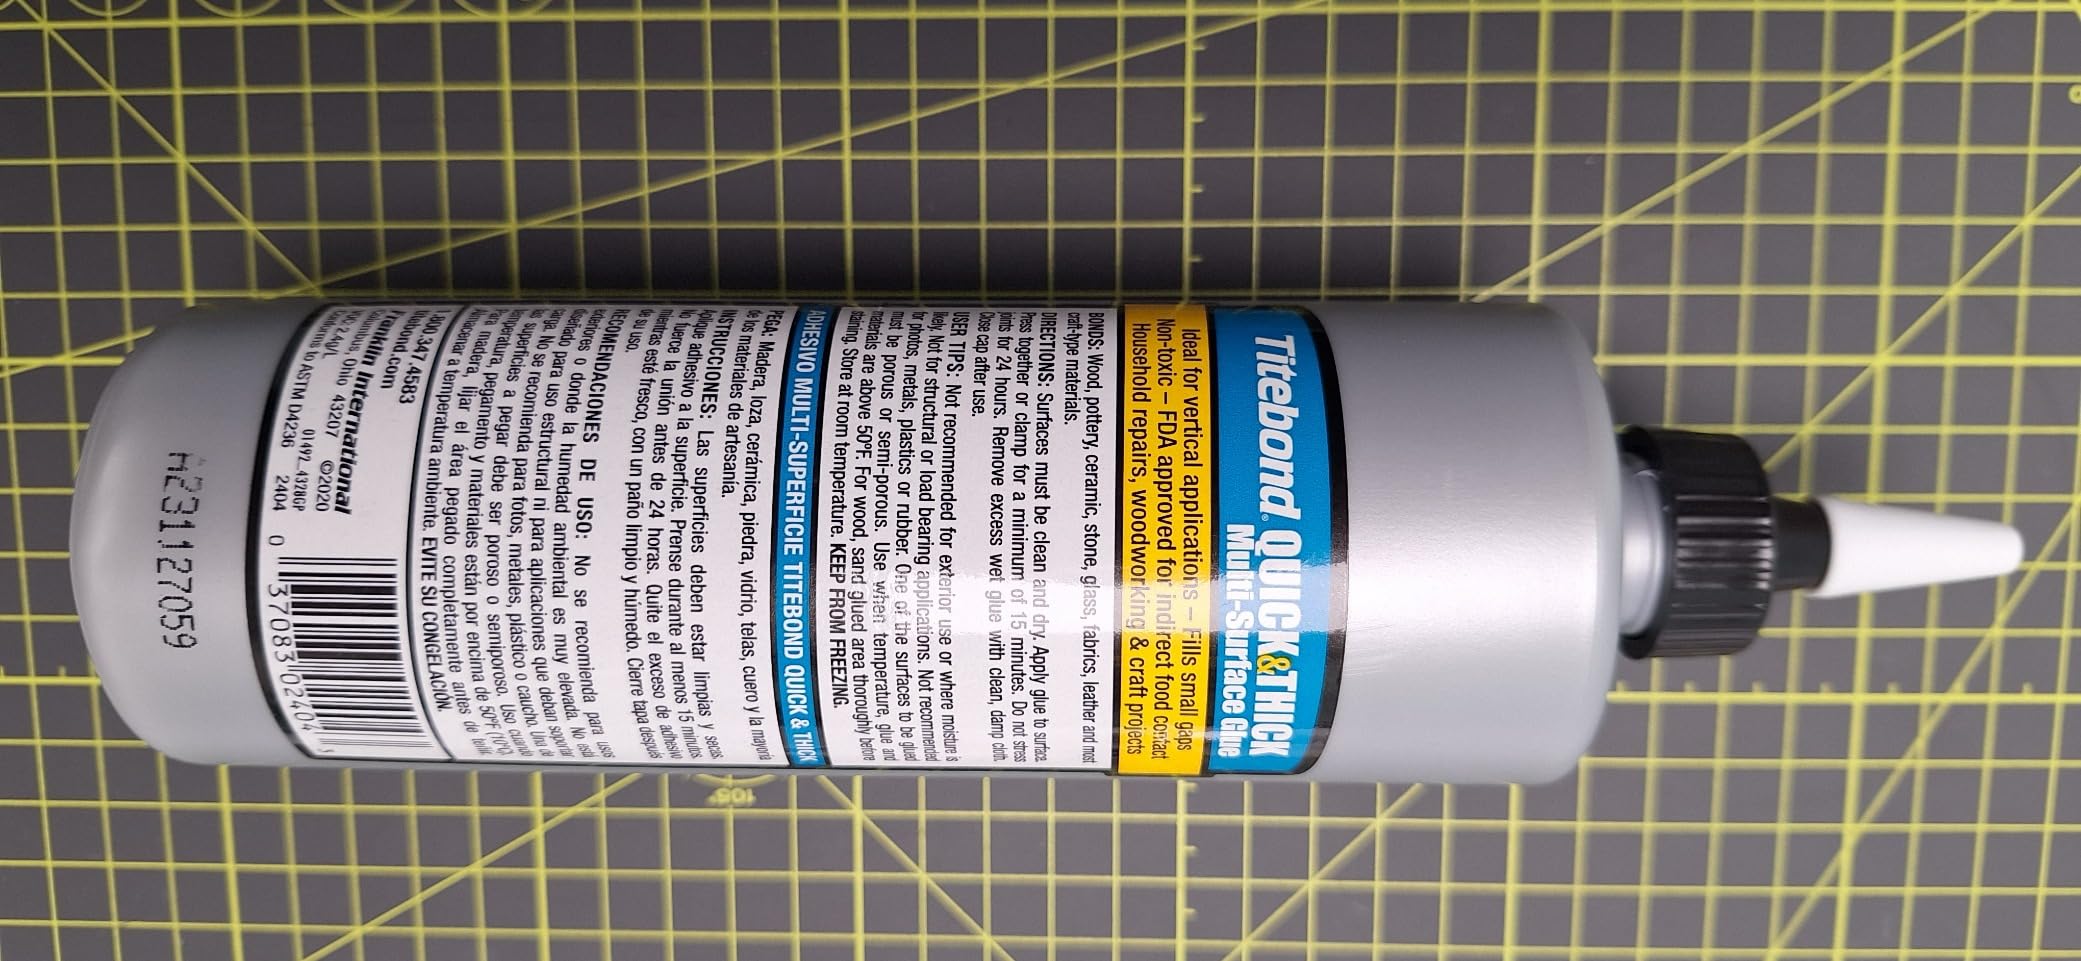 Titebond® QUICK & THICK
Multi-Surface Glue
Ideal for vertical applications – Fills small gaps
Non-toxic – FDA approved for indirect food contact
Household repairs, woodworking & craft projects
BONDS: Wood, pottery, ceramic, stone, glass, fabrics, leather and most
craft-type materials.
DIRECTIONS: Surfaces must be clean and dry. Apply glue to surface.
Press together or clamp for a minimum of 15 minutes. Do not stress
joints for 24 hours. Remove excess wet glue with clean, damp cloth.
Close cap after use.
USER TIPS: Not recommended for exterior use or where moisture is
likely. Not for structural or load bearing applications. Not recommended
for photos, metals, plastics or rubber. One of the surfaces to be glued
must be porous or semi-porous. Use when temperature, glue and
materials are above 50°F. For wood, sand glued area thoroughly before
staining. Store at room temperature. KEEP FROM FREEZING.
ADHESIVO MULTI-SUPERFICIE TITEBOND QUICK & THICK
PEGA: Madera, loza, cerámica, piedra, vidrio, telas, cuero y la mayoría
de los materiales de artesanía.
INSTRUCCIONES: Las superficies deben estar limpias y secas.
Aplique adhesivo a la superficie. Prense durante al menos 15 minutos.
No fuerce la unión antes de 24 horas. Quite el exceso de adhesivo
mientras esté fresco, con un paño limpio y húmedo. Cierre tapa después
de su uso.
RECOMENDACIONES DE USO: No se recomienda para usos
exteriores o donde la humedad ambiental es muy elevada. No está
diseñado para uso estructural ni para aplicaciones que deban soportar
carga. No se recomienda para fotos, metales, plástico o caucho. Una de
las superficies a pegar debe ser poroso o semiporoso. Uso cuando
temperatura, pegamento y materiales están por encima de 50°F (10°C).
Para madera, lijar el área pegado completamente antes de teñir.
Almacenar a temperatura ambiente. EVITE SU CONGELACIÓN.
1.800.347.4583
titebond.com
Franklin International
Columbus, Ohio 43207 ©2020
VOC 2.4g/L 01492_4328GP
Conforms to ASTM D4236 2404
0 37083 02404 5
A231127059
105°